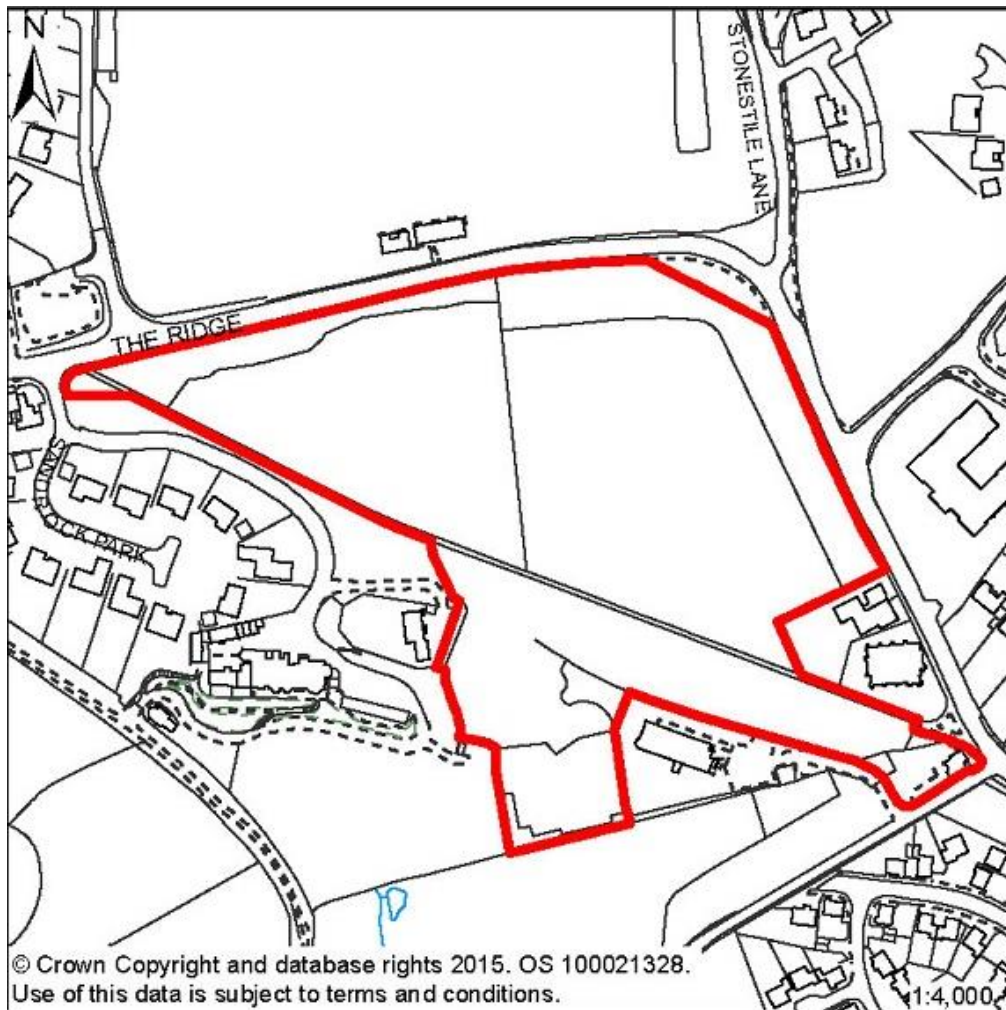 N
STONESTILE LANE
THE RIDGE
OCK PARK
© Crown Copyright and database rights 2015. OS 100021328.
Use of this data is subject to terms and conditions.
1:4,000